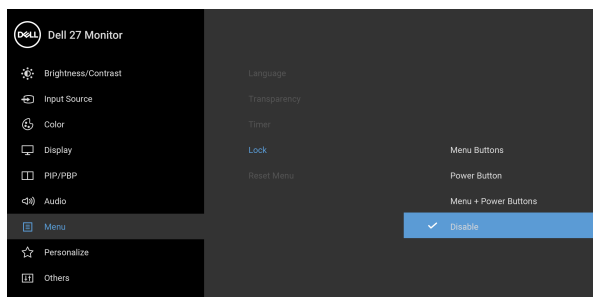 DELL
Dell 27 Monitor
Brightness/Contrast
Input Source
Color
Display
PIP/PBP
Audio
Menu
Personalize
Others
Language
Transparency
Timer
Lock
Reset Menu
Menu Buttons
Power Button
Menu + Power Buttons
Disable